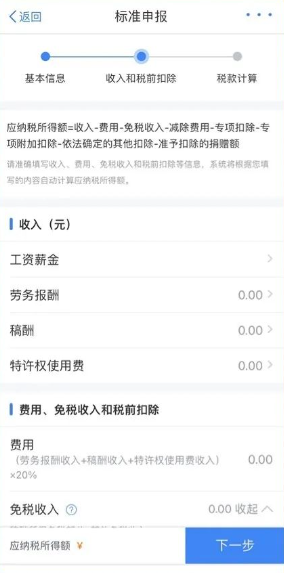 返回
标准申报
基本信息
收入和税前扣除
税款计算
应纳税所得额=收入-费用-免税收入-减除费用-专项扣除-专
项附加扣除-依法确定的其他扣除-准予扣除的捐赠额
请准确填写收入、费用、免税收入和税前扣除等信息，系统将根据您填
写的内容自动计算应纳税所得额。
收入（元）
工资薪金
劳务报酬 0.00
稿酬 0.00
特许权使用费 0.00
费用、免税收入和税前扣除
费用
（劳务报酬收入+稿酬收入+特许权使用费收入） 0.00
×20%
免税收入 ? 0.00 收起
应纳税所得额 ¥
下一步